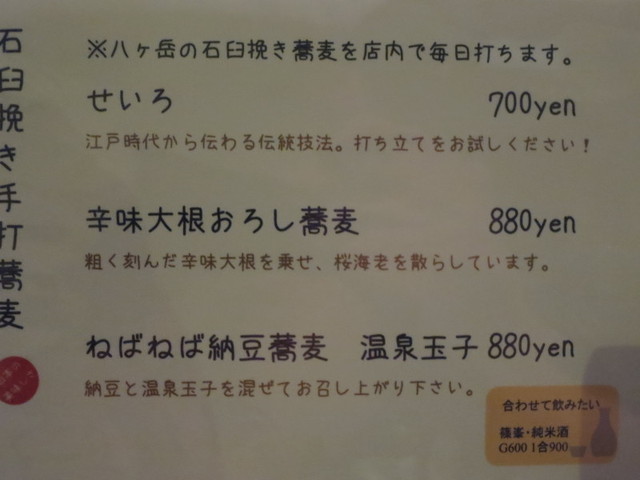 石臼挽き手打蕎麦
※八ヶ岳の石臼挽き蕎麦を店内で毎日打ちます。
せいろ 700yen
江戸時代から伝わる伝統技法。打ち立てをお試しください！
辛味大根おろし蕎麦 880yen
粗く刻んだ辛味大根を乗せ、桜海老を散らしています。
ねばねば納豆蕎麦 温泉玉子 880yen
納豆と温泉玉子を混ぜてお召し上がり下さい。
合わせて飲みたい
篠峯・純米酒
G600 1合900